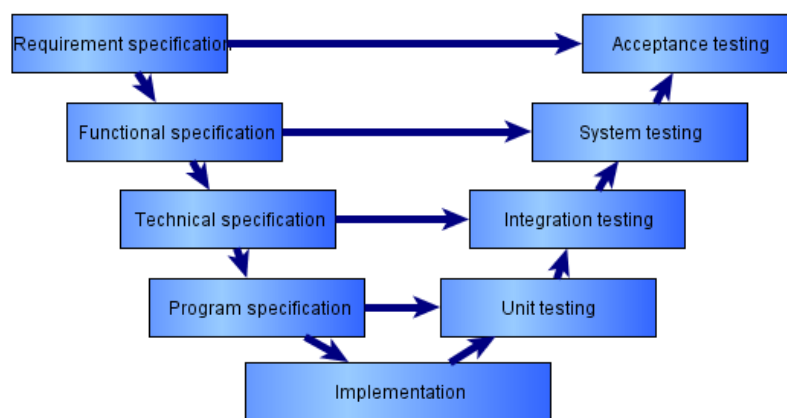 Requirement specification
Acceptance testing
Functional specification
System testing
Technical specification
Integration testing
Program specification
Unit testing
Implementation